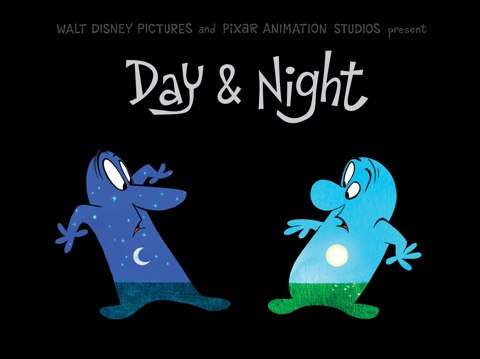 WALT DISNEY PICTURES and PIXAR ANIMATION STUDIOS present
Day & Night